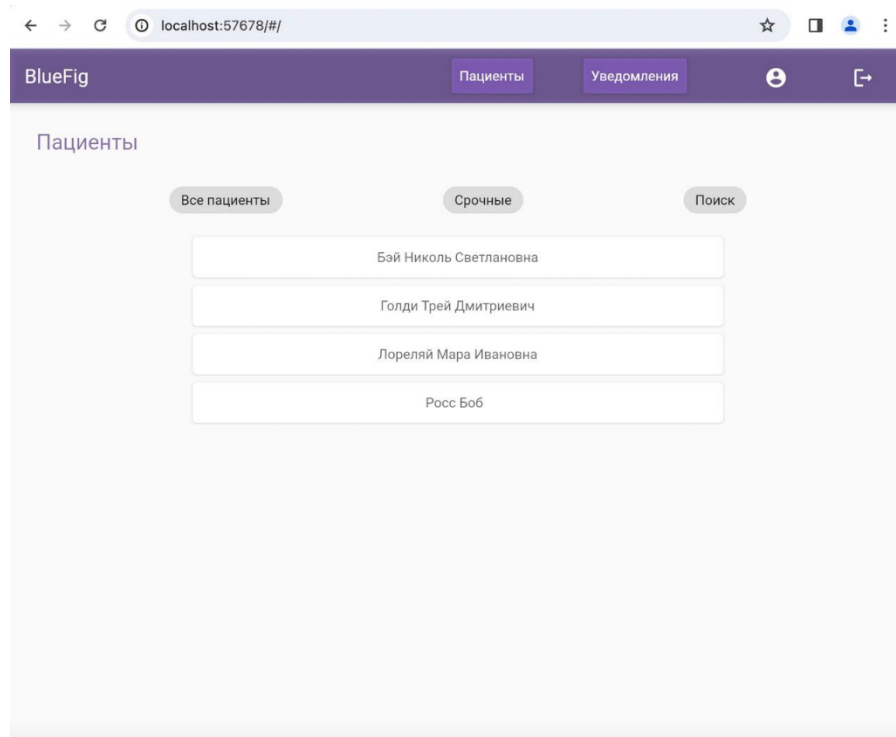 localhost:57678/#/
BlueFig Пациенты Уведомления
Пациенты
Все пациенты Срочные Поиск
Бэй Николь Светлановна
Голди Трей Дмитриевич
Лореляй Мара Ивановна
Росс Боб